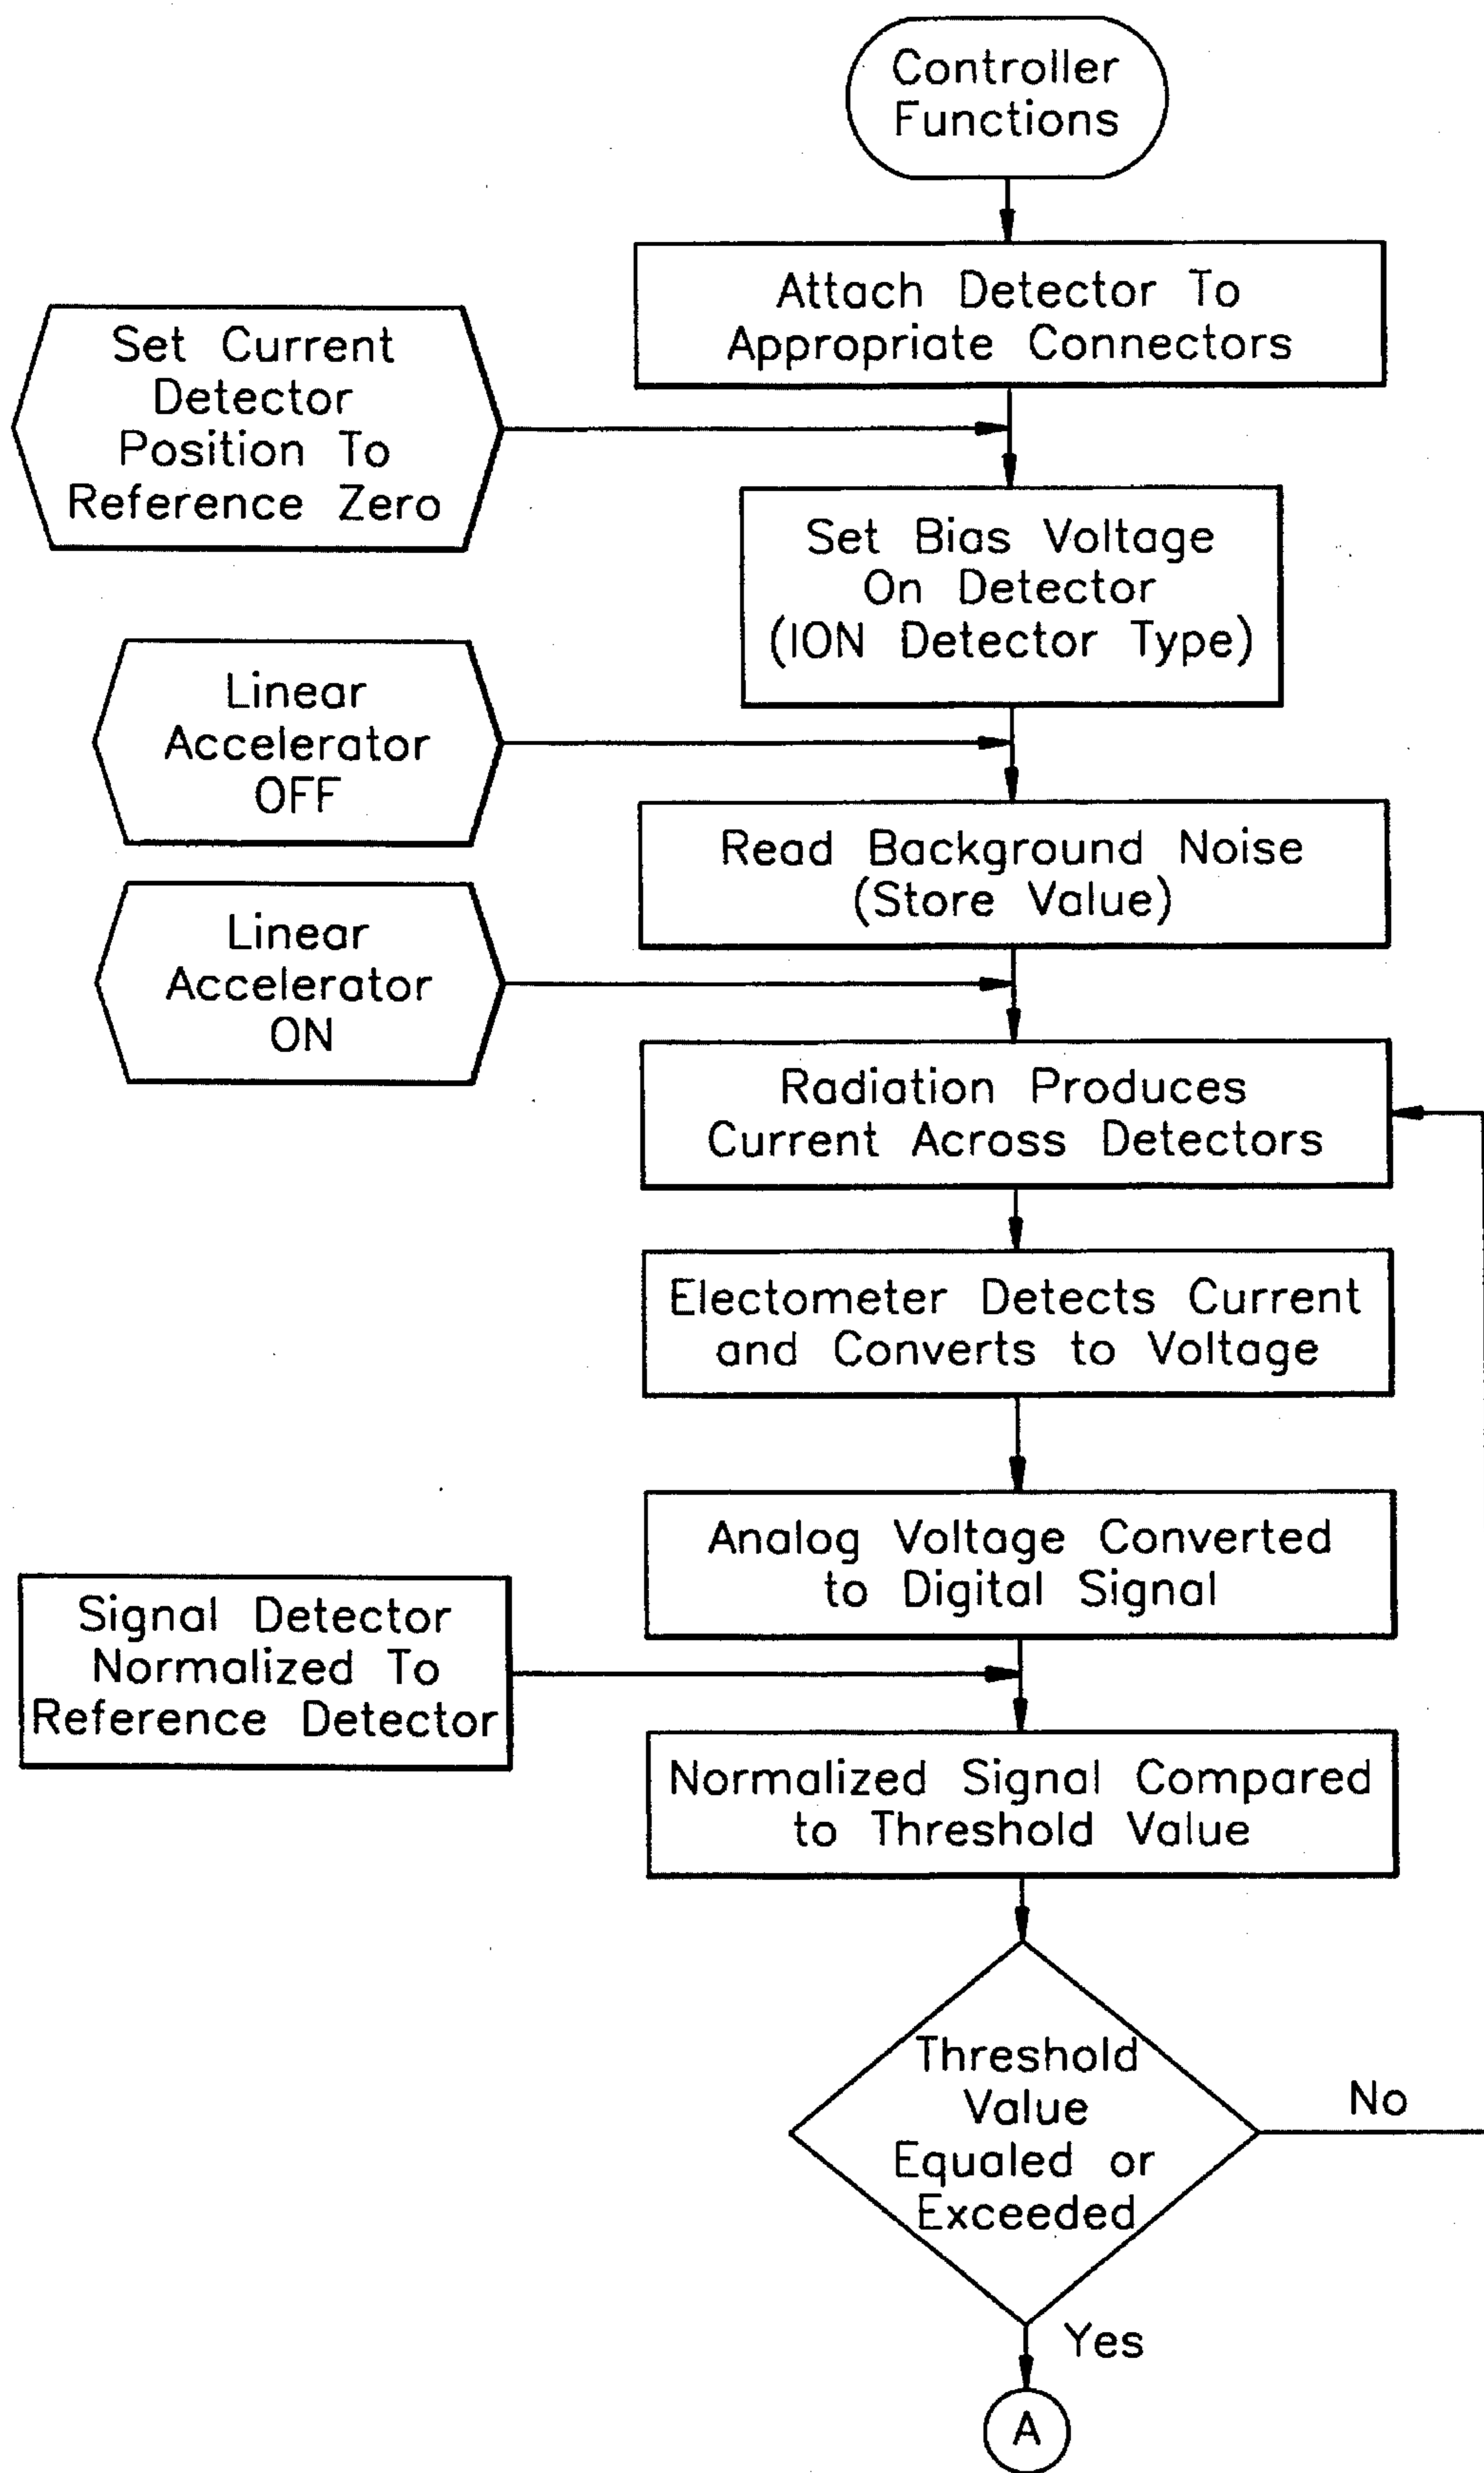 Controller
Functions
Attach Detector To
Appropriate Connectors
Set Current
Detector
Position To
Reference Zero
Set Bias Voltage
On Detector
(ION Detector Type)
Linear
Accelerator
OFF
Read Background Noise
(Store Value)
Linear
Accelerator
ON
Radiation Produces
Current Across Detectors
Electometer Detects Current
and Converts to Voltage
Analog Voltage Converted
to Digital Signal
Signal Detector
Normalized To
Reference Detector
Normalized Signal Compared
to Threshold Value
Threshold
Value
Equaled or
Exceeded
No
Yes
A